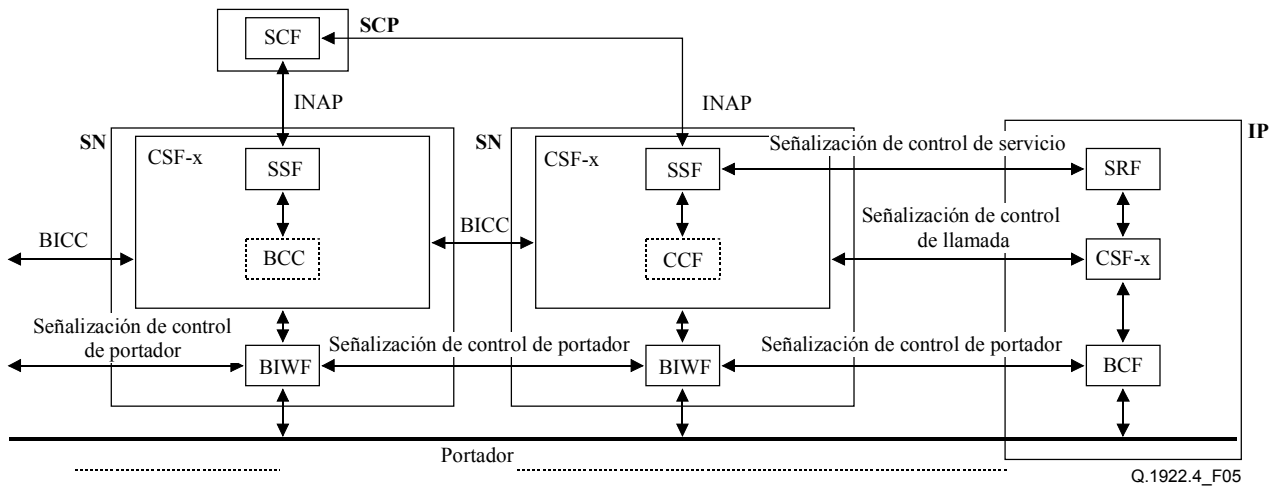 SCF
SCP
INAP
INAP
SN
CSF-x
SSF
SN
CSF-x
SSF
Señalización de control de servicio
IP
SRF
BICC
BCC
BICC
CCF
Señalización de control
de llamada
CSF-x
Señalización de control
de portador
BIWF
Señalización de control de portador
BIWF
Señalización de control de portador
BCF
Portador
Q.1922.4_F05